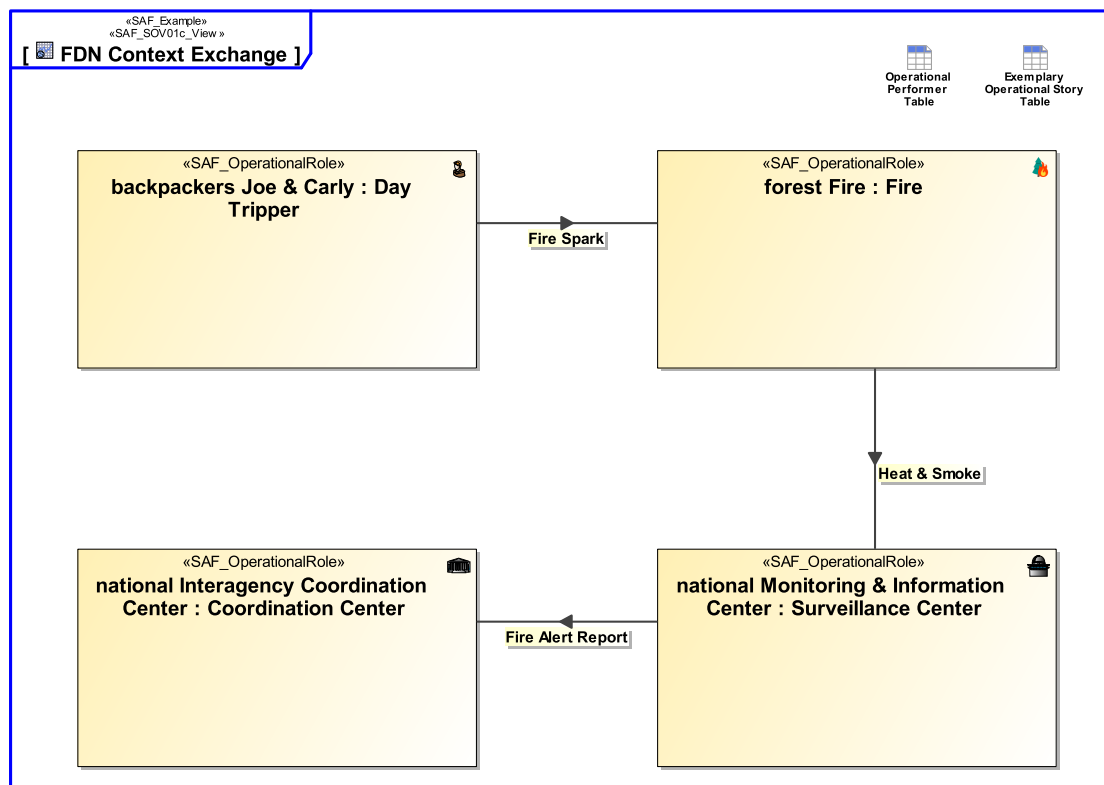 «SAF_Example»
«SAF_SOV01c_View »
[ FDN Context Exchange ]
Operational
Performer
Table
Exemplary
Operational Story
Table
«SAF_OperationalRole»
backpackers Joe & Carly : Day
Tripper
Fire Spark
«SAF_OperationalRole»
forest Fire : Fire
Heat & Smoke
«SAF_OperationalRole»
national Interagency Coordination
Center : Coordination Center
Fire Alert Report
«SAF_OperationalRole»
national Monitoring & Information
Center : Surveillance Center